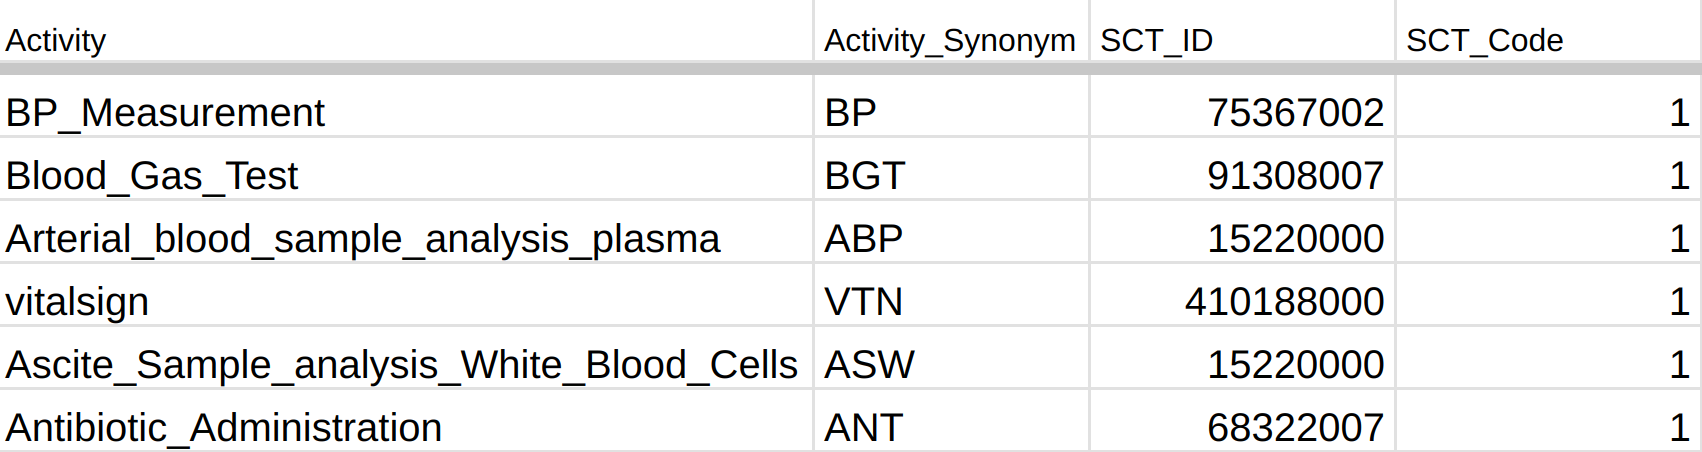 Activity Activity_Synonym SCT_ID SCT_Code
BP_Measurement BP 75367002 1
Blood_Gas_Test BGT 91308007 1
Arterial_blood_sample_analysis_plasma ABP 15220000 1
vitalsign VTN 410188000 1
Ascite_Sample_analysis_White_Blood_Cells ASW 15220000 1
Antibiotic_Administration ANT 68322007 1